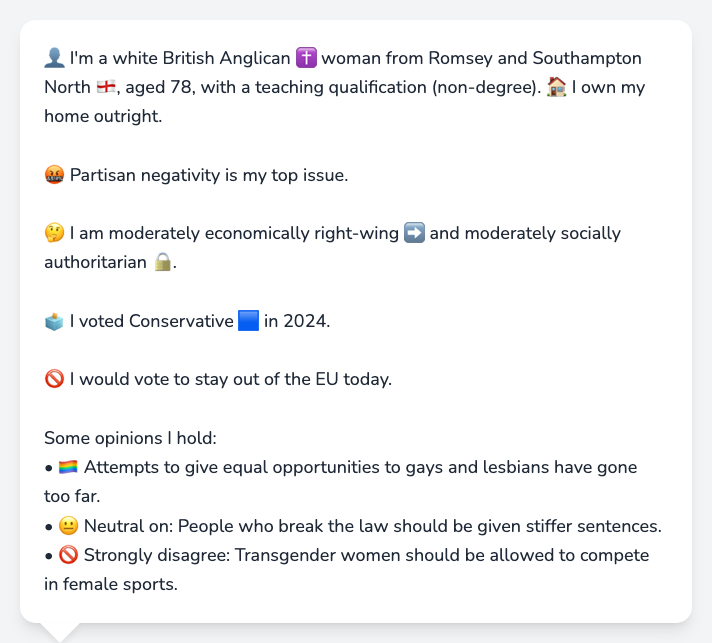 👤 I'm a white British Anglican ✝️ woman from Romsey and Southampton
North 🏴󠁧󠁢󠁥󠁮󠁧󠁿, aged 78, with a teaching qualification (non-degree). 🏠 I own my
home outright.
🤬 Partisan negativity is my top issue.
🤔 I am moderately economically right-wing ➡️ and moderately socially
authoritarian 🔒.
🗳️ I voted Conservative 🟦 in 2024.
🚫 I would vote to stay out of the EU today.
Some opinions I hold:
• 🏳️‍🌈 Attempts to give equal opportunities to gays and lesbians have gone
too far.
• 😐 Neutral on: People who break the law should be given stiffer sentences.
• 🚫 Strongly disagree: Transgender women should be allowed to compete
in female sports.